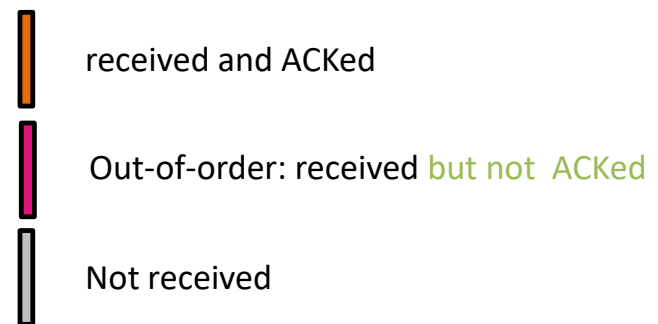 received and ACKed
Out-of-order: received but not ACKed
Not received